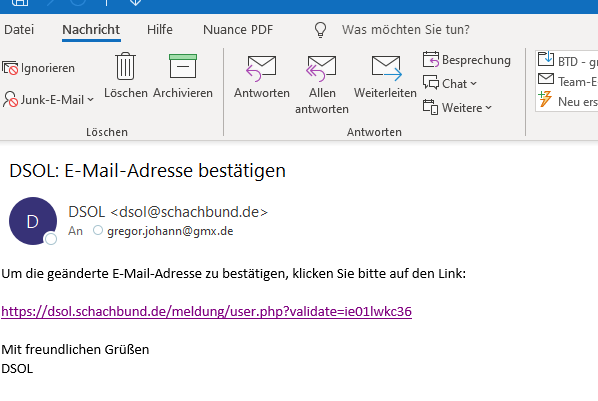 Datei Nachricht Hilfe Nuance PDF Was möchten Sie tun?
Ignorieren
Junk-E-Mail
Löschen Archivieren
Löschen
Antworten Allen antworten Weiterleiten
Besprechung
Chat
Weitere
Antworten
BTD - g
Team-E
Neu ers
DSOL: E-Mail-Adresse bestätigen
D
DSOL <dsol@schachbund.de>
An gregor.johann@gmx.de
Um die geänderte E-Mail-Adresse zu bestätigen, klicken Sie bitte auf den Link:
https://dsol.schachbund.de/meldung/user.php?validate=ie01lwkc36
Mit freundlichen Grüßen
DSOL